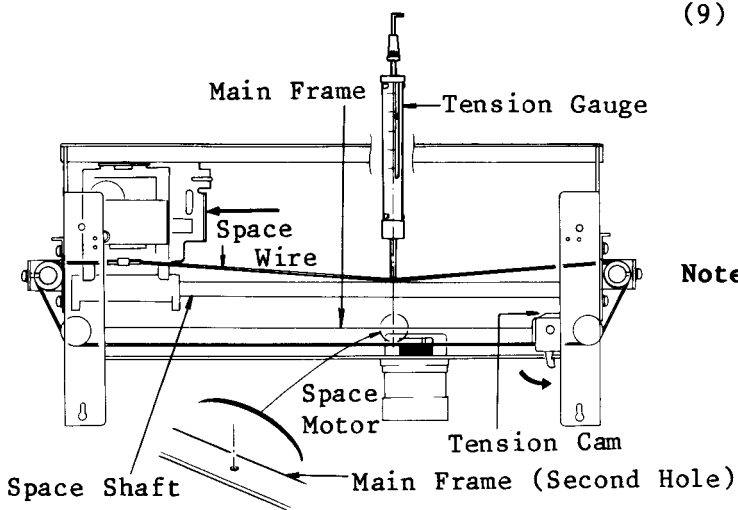 (9)
Main Frame
Tension Gauge
Space
Wire
Note
Space
Motor
Tension Cam
Space Shaft
Main Frame (Second Hole)